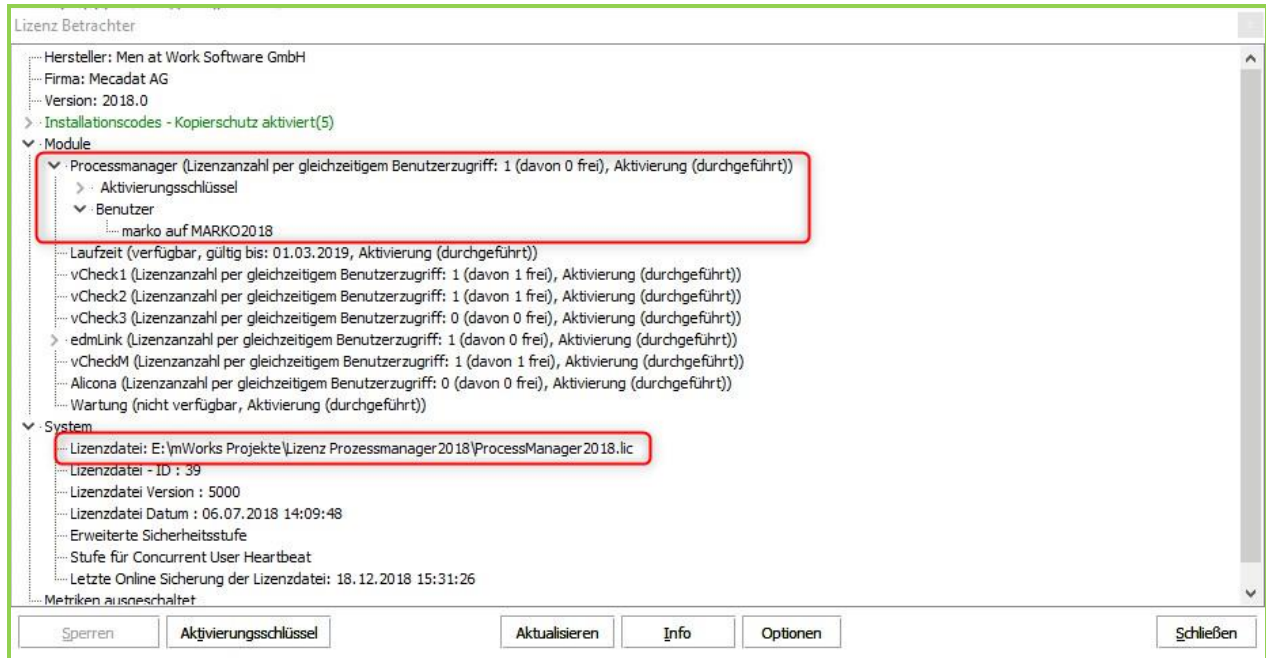 Lizenz Betrachter
Hersteller: Men at Work Software GmbH
Firma: Mecadat AG
Version: 2018.0
Installationscodes - Kopierschutz aktiviert(5)
Module
Processmanager (Lizenzanzahl per gleichzeitigem Benutzerzugriff: 1 (davon 0 frei), Aktivierung (durchgeführt))
Aktivierungsschlüssel
Benutzer
marko auf MARKO2018
Laufzeit (verfügbar, gültig bis: 01.03.2019, Aktivierung (durchgeführt))
vCheck1 (Lizenzanzahl per gleichzeitigem Benutzerzugriff: 1 (davon 1 frei), Aktivierung (durchgeführt))
vCheck2 (Lizenzanzahl per gleichzeitigem Benutzerzugriff: 1 (davon 1 frei), Aktivierung (durchgeführt))
vCheck3 (Lizenzanzahl per gleichzeitigem Benutzerzugriff: 0 (davon 0 frei), Aktivierung (durchgeführt))
edmLink (Lizenzanzahl per gleichzeitigem Benutzerzugriff: 1 (davon 1 frei), Aktivierung (durchgeführt))
vCheckM (Lizenzanzahl per gleichzeitigem Benutzerzugriff: 1 (davon 1 frei), Aktivierung (durchgeführt))
Alicona (Lizenzanzahl per gleichzeitigem Benutzerzugriff: 0 (davon 0 frei), Aktivierung (durchgeführt))
Wartung (nicht verfügbar, Aktivierung (durchgeführt))
System
Lizenzdatei: E:\mWorks Projekte\Lizenz Prozessmanager2018\ProcessManager2018.lic
Lizenzdatei - ID : 39
Lizenzdatei Version : 5000
Lizenzdatei Datum : 06.07.2018 14:09:48
Erweiterte Sicherheitsstufe
Stufe für Concurrent User Heartbeat
Letzte Online Sicherung der Lizenzdatei: 18.12.2018 15:31:26
Metriken ausgeschaltet
Sperren Aktivierungsschlüssel Aktualisieren Info Optionen Schließen